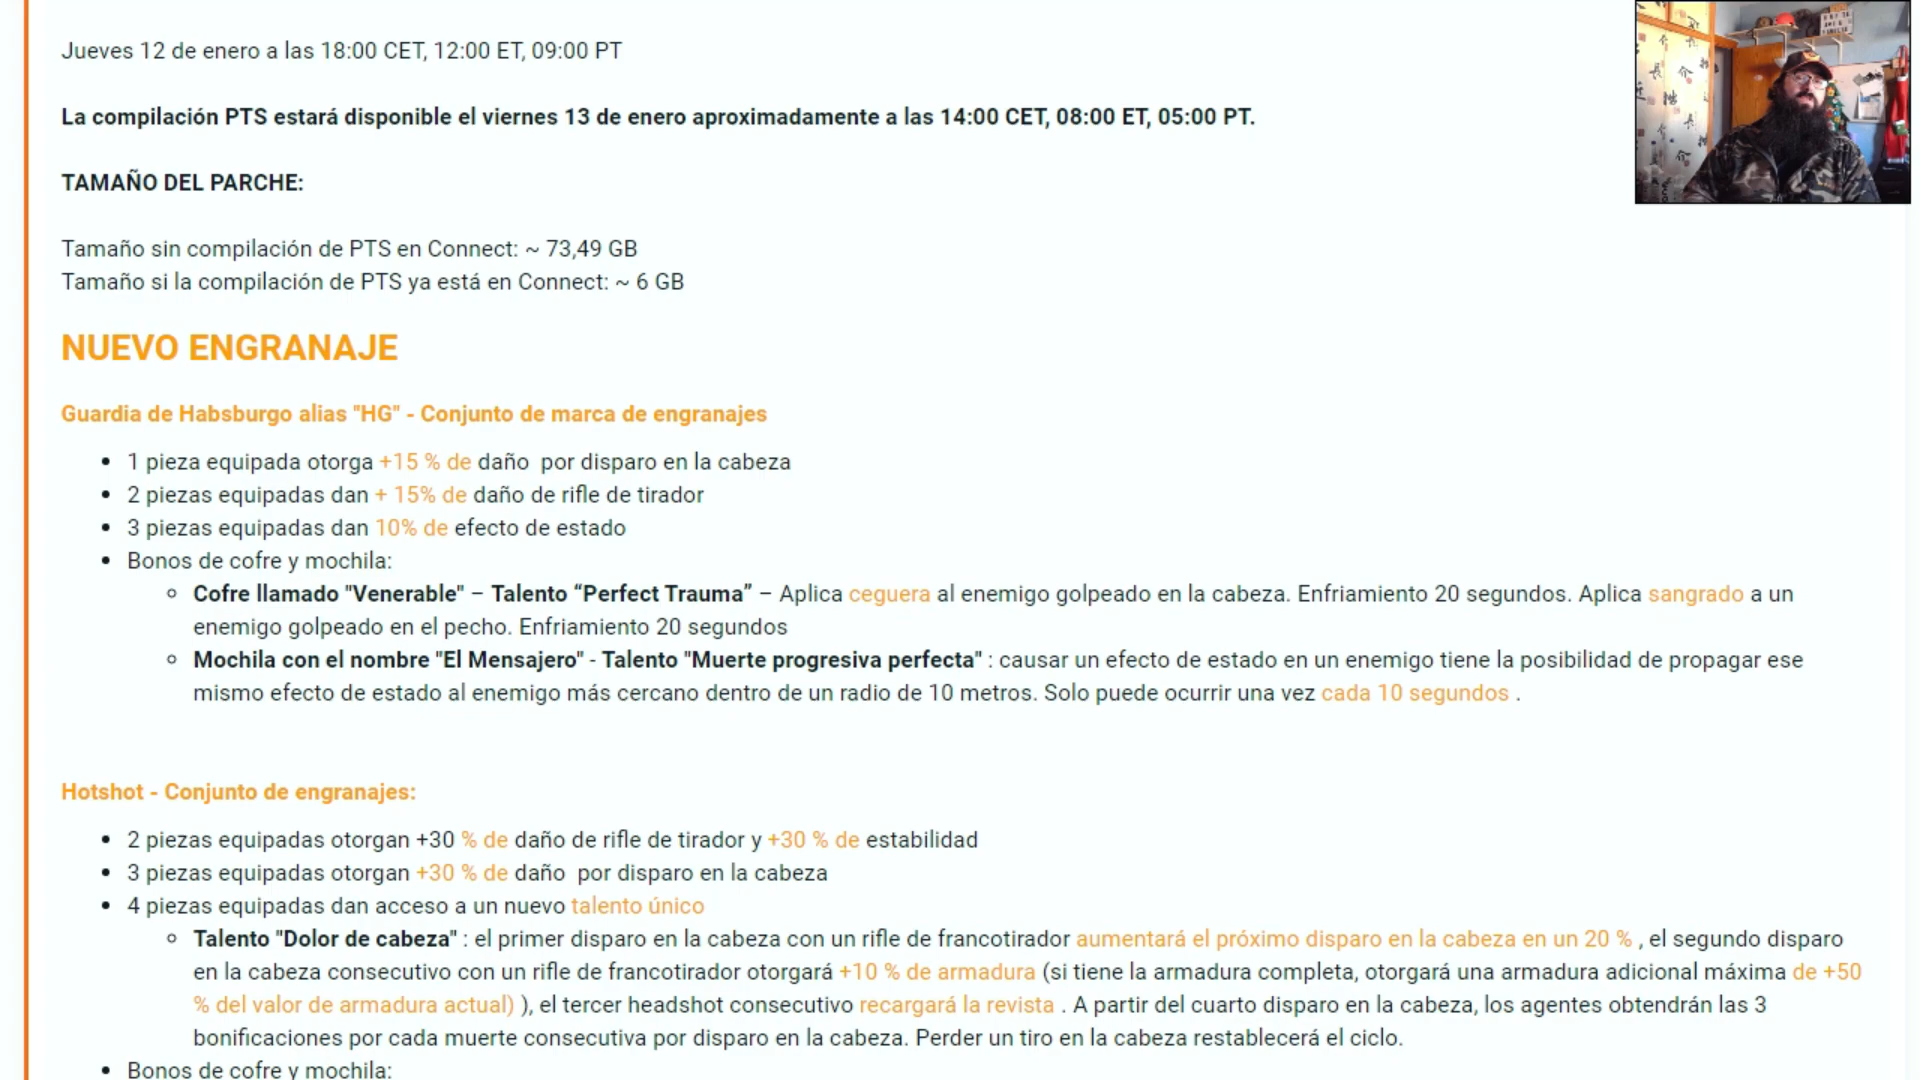 Jueves 12 de enero a las 18:00 CET, 12:00 ET, 09:00 PT
La compilación PTS estará disponible el viernes 13 de enero aproximadamente a las 14:00 CET, 08:00 ET, 05:00 PT.
TAMAÑO DEL PARCHE:
Tamaño sin compilación de PTS en Connect: ~ 73,49 GB
Tamaño si la compilación de PTS ya está en Connect: ~ 6 GB
NUEVO ENGRANAJE
Guardia de Habsburgo alias "HG" - Conjunto de marca de engranajes
• 1 pieza equipada otorga +15 % de daño por disparo en la cabeza
• 2 piezas equipadas dan + 15% de daño de rifle de tirador
• 3 piezas equipadas dan 10% de efecto de estado
• Bonos de cofre y mochila:
◦ Cofre llamado "Venerable" – Talento “Perfect Trauma” – Aplica ceguera al enemigo golpeado en la cabeza. Enfriamiento 20 segundos. Aplica sangrado a un
enemigo golpeado en el pecho. Enfriamiento 20 segundos
◦ Mochila con el nombre "El Mensajero" - Talento "Muerte progresiva perfecta" : causar un efecto de estado en un enemigo tiene la posibilidad de propagar ese
mismo efecto de estado al enemigo más cercano dentro de un radio de 10 metros. Solo puede ocurrir una vez cada 10 segundos .
Hotshot - Conjunto de engranajes:
• 2 piezas equipadas otorgan +30 % de daño de rifle de tirador y +30 % de estabilidad
• 3 piezas equipadas otorgan +30 % de daño por disparo en la cabeza
• 4 piezas equipadas dan acceso a un nuevo talento único
◦ Talento "Dolor de cabeza" : el primer disparo en la cabeza con un rifle de francotirador aumentará el próximo disparo en la cabeza en un 20 % , el segundo disparo
en la cabeza consecutivo con un rifle de francotirador otorgará +10 % de armadura (si tiene la armadura completa, otorgará una armadura adicional máxima de +50
% del valor de armadura actual) ), el tercer headshot consecutivo recargará la revista . A partir del cuarto disparo en la cabeza, los agentes obtendrán las 3
bonificaciones por cada muerte consecutiva por disparo en la cabeza. Perder un tiro en la cabeza restablecerá el ciclo.
• Bonos de cofre y mochila: